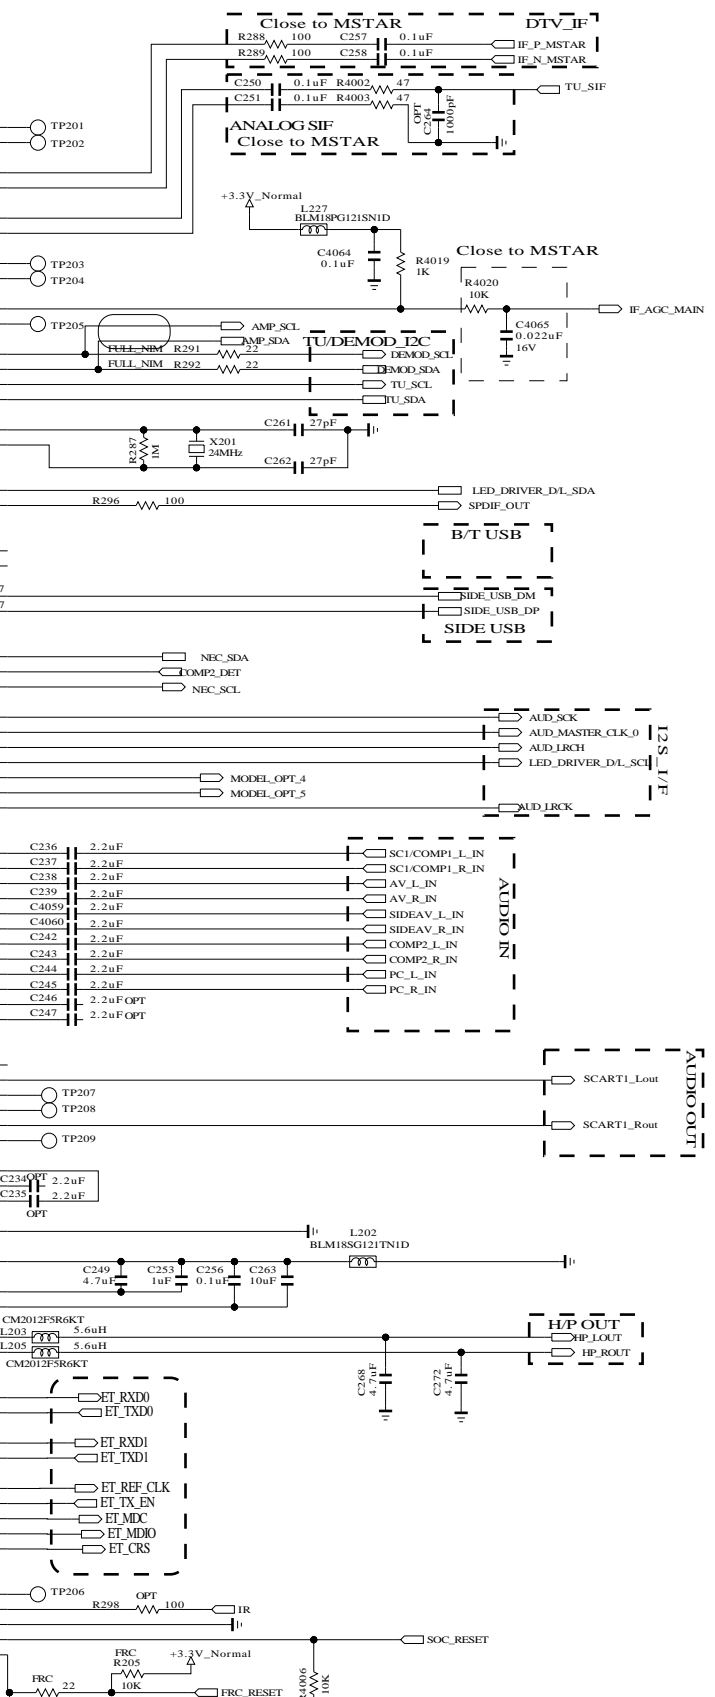 Close to MSTAR
DTV_IF
R288 100 C257 0.1uF IF_P_MSTAR
R289 100 C258 0.1uF IF_N_MSTAR
C250 0.1uF R4002 47 TU_SIF
C251 0.1uF R4003 47
OPT
C264
1000pF
ANALOG SIF
Close to MSTAR
TP201
TP202
+3.3V_Normal
L227
BLM18PG121SN1D
C4064
0.1uF
R4019
1K
Close to MSTAR
TP203
TP204
R4020
10K
IF_AGC_MAIN
C4065
0.022uF
16V
TP205
AMP_SCL
AMP_SDA
TU/DEMOD_I2C
FULL_NIM R291 22 DEMOD_SCL
FULL_NIM R292 22 DEMOD_SDA
TU_SCL
TU_SDA
C261 27pF
R287
1M
X201
24MHz
C262 27pF
LED_DRIVER_D/L_SDA
R296 100 SPDIF_OUT
B/T USB
7 SIDE_USB_DM
7 SIDE_USB_DP
SIDE USB
NEC_SDA
COMP2_DET
NEC_SCL
AUD_SCK
AUD_MASTER_CLK_0
AUD_LRCH
LED_DRIVER_D/L_SCL
I2S_I/F
MODEL_OPT_4
MODEL_OPT_5
AUD_LRCK
C236 2.2uF SC1/COMP1_L_IN
C237 2.2uF SC1/COMP1_R_IN
C238 2.2uF AV_L_IN
C239 2.2uF AV_R_IN
C4059 2.2uF SIDEAV_L_IN
C4060 2.2uF SIDEAV_R_IN
C242 2.2uF COMP2_L_IN
C243 2.2uF COMP2_R_IN
C244 2.2uF PC_L_IN
C245 2.2uF PC_R_IN
C246 2.2uF OPT
C247 2.2uF OPT
AUDIO IN
SCART1_Lout
SCART1_Rout
AUDIO OUT
TP207
TP208
TP209
C234 OPT 2.2uF
C235 2.2uF
OPT
L202
BLM18SG121TN1D
C249
4.7uF
C253
1uF
C256
0.1uF
C263
10uF
CM2012F5R6KT
L203 5.6uH
L205 5.6uH
CM2012F5R6KT
H/P OUT
HP_LOUT
HP_ROUT
C268
4.7uF
C272
4.7uF
ET_RXD0
ET_TXD0
ET_RXD1
ET_TXD1
ET_REF_CLK
ET_TX_EN
ET_MDC
ET_MDIO
ET_CRS
TP206
OPT
R298 100 IR
SOC_RESET
FRC
R205
10K
+3.3V_Normal
R4006
10K
FRC 22 FRC_RESET